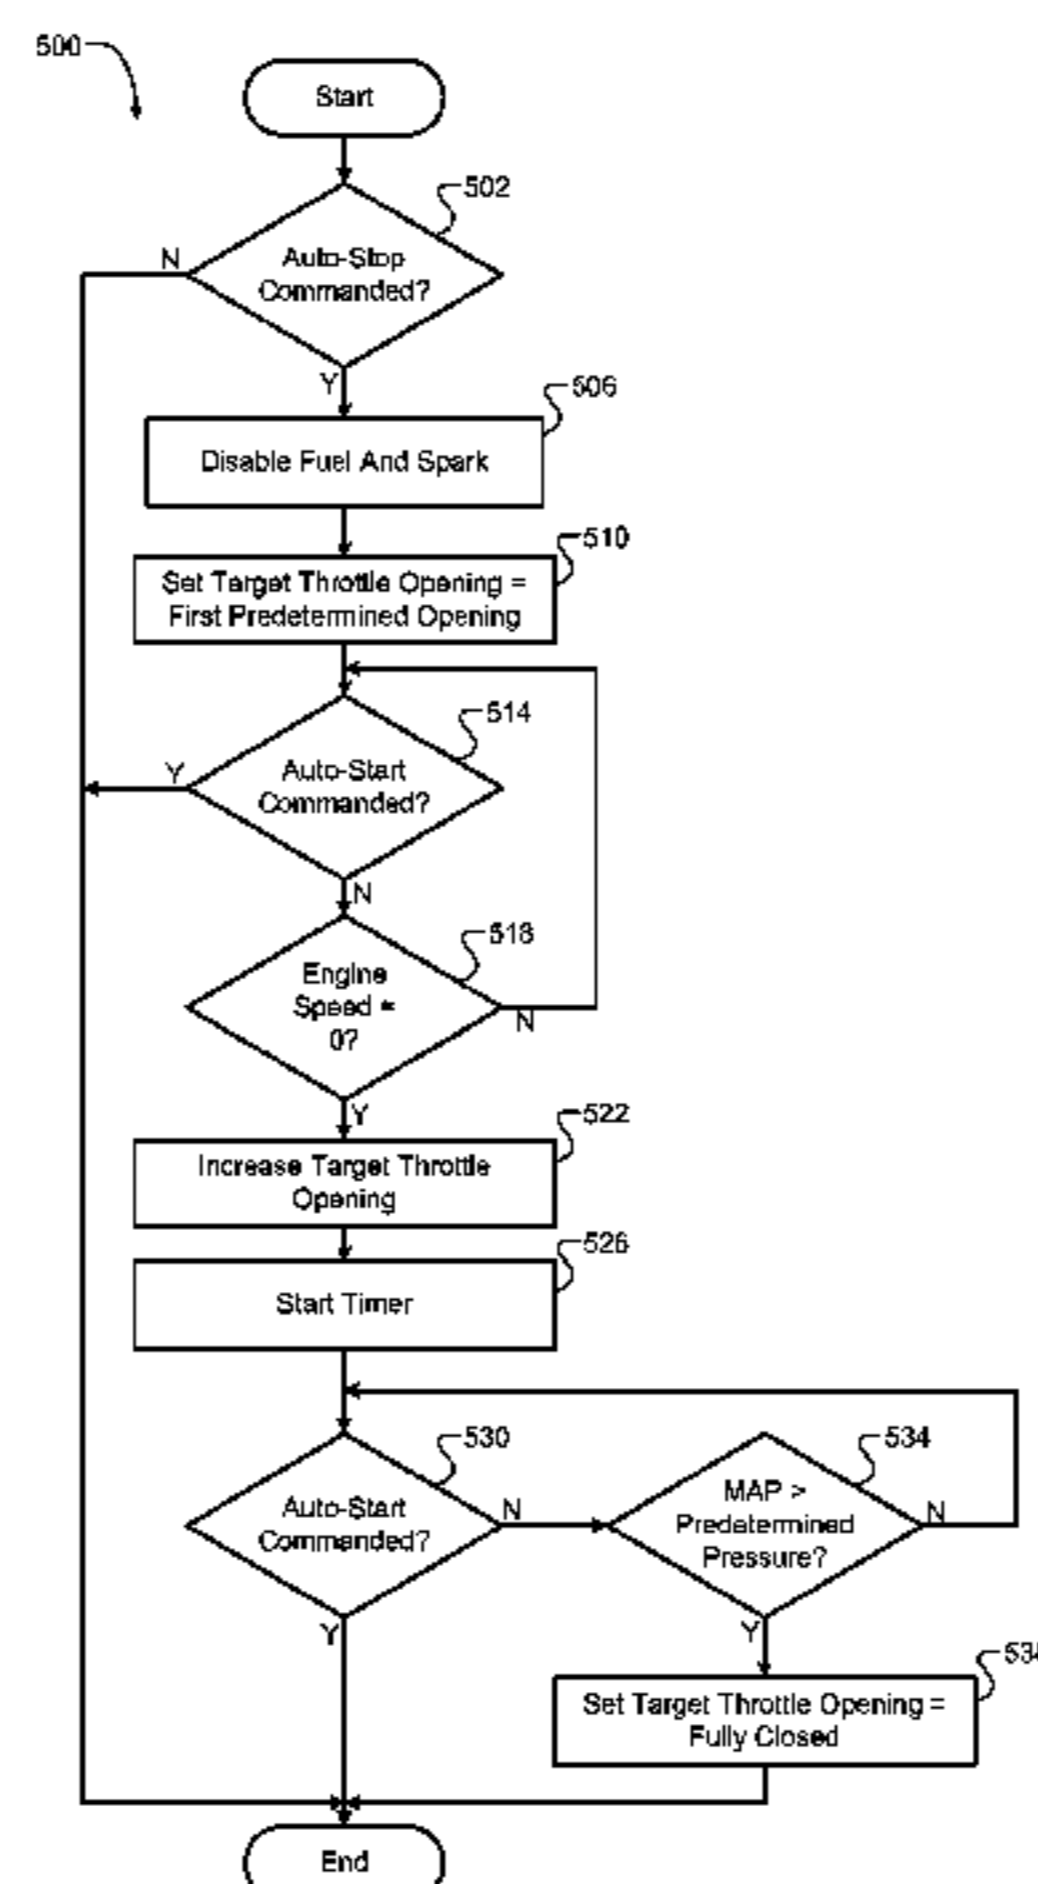 500
Start
502
Auto-Stop
Commanded?
N
Y
506
Disable Fuel And Spark
510
Set Target Throttle Opening =
First Predetermined Opening
514
Auto-Start
Commanded?
Y
N
518
Engine
Speed =
0?
N
Y
522
Increase Target Throttle
Opening
526
Start Timer
530
Auto-Start
Commanded?
N
Y
534
MAP >
Predetermined
Pressure?
N
Y
Set Target Throttle Opening =
Fully Closed
End